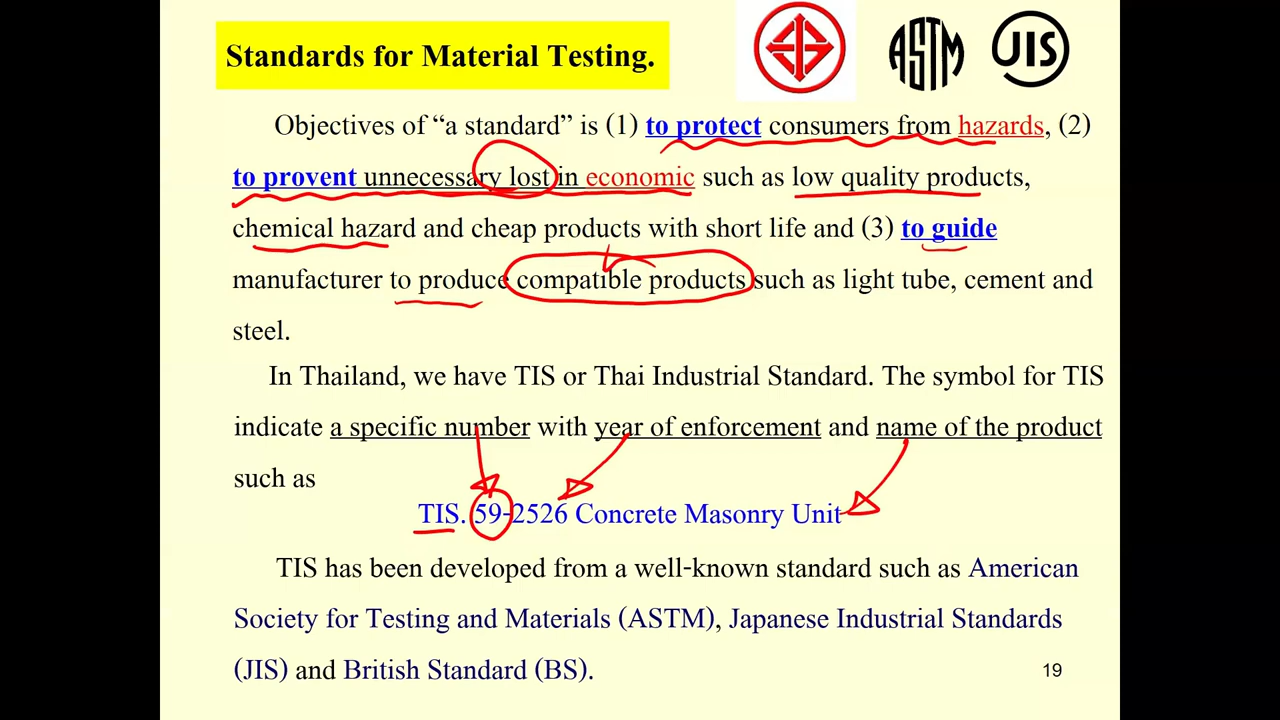 Standards for Material Testing.
ASTM
JIS
Objectives of “a standard” is (1) to protect consumers from hazards, (2)
to provent unnecessary lost in economic such as low quality products,
chemical hazard and cheap products with short life and (3) to guide
manufacturer to produce compatible products such as light tube, cement and
steel.
In Thailand, we have TIS or Thai Industrial Standard. The symbol for TIS
indicate a specific number with year of enforcement and name of the product
such as
TIS. 59-2526 Concrete Masonry Unit
TIS has been developed from a well-known standard such as American
Society for Testing and Materials (ASTM), Japanese Industrial Standards
(JIS) and British Standard (BS).
19